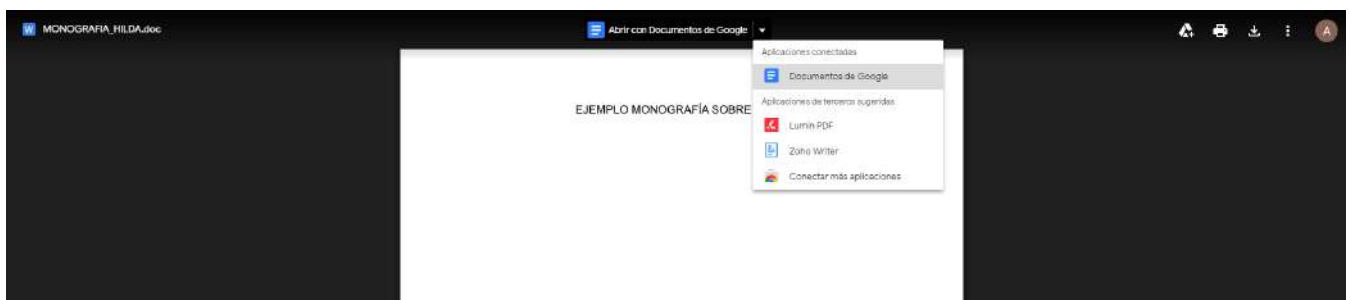 MONOGRAFIA_HILDA.doc
Abrir con Documentos de Google
Aplicaciones conectadas
Documentos de Google
EJEMPLO MONOGRAFÍA SOBRE
Aplicaciones de terceros sugeridas
Lumin PDF
Zoho Writer
Conectar más aplicaciones
A